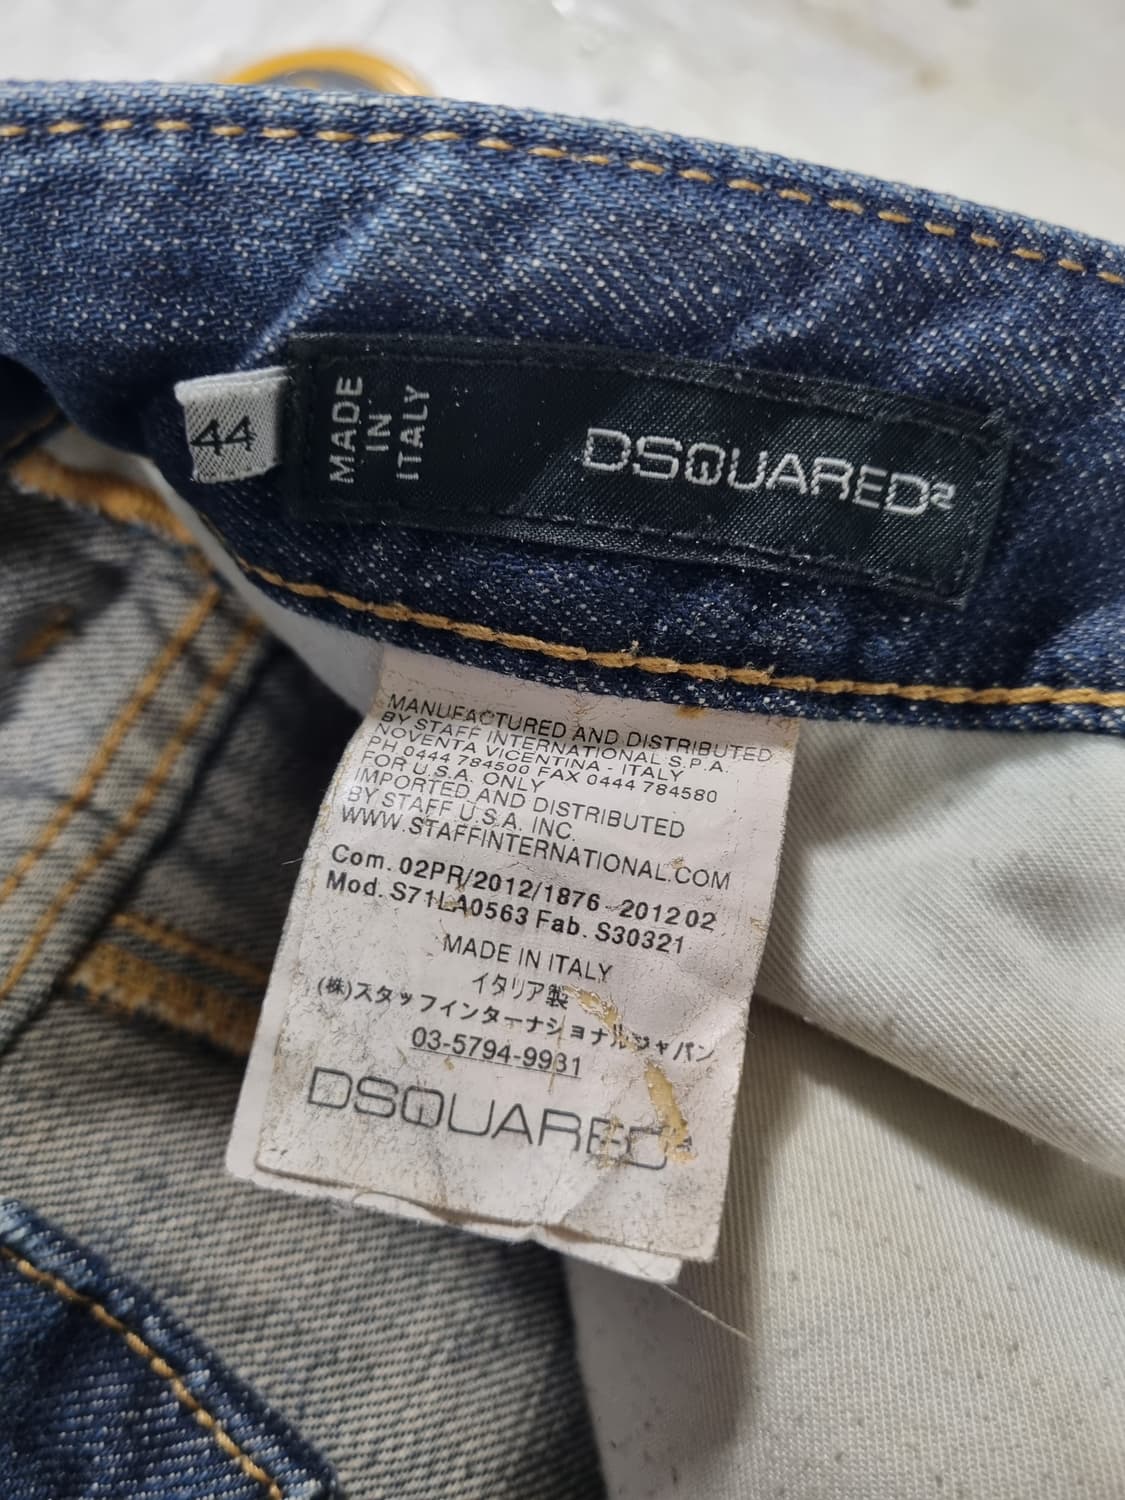 44
MADE
IN
ITALY
DSQUARED2
MANUFACTURED AND DISTRIBUTED
BY STAFF INTERNATIONAL S.P.A.
NOVENTA VICENTINA - ITALY
PH 0444 784500 FAX 0444 784580
FOR U.S.A. ONLY
IMPORTED AND DISTRIBUTED
BY STAFF U.S.A. INC.
WWW.STAFFINTERNATIONAL.COM
Com. 02PR/2012/1876 201202
Mod. S71LA0563 Fab. S30321
MADE IN ITALY
イタリア製
(株)スタッフインターナショナルジャパン
03-5794-9931
DSQUARED2